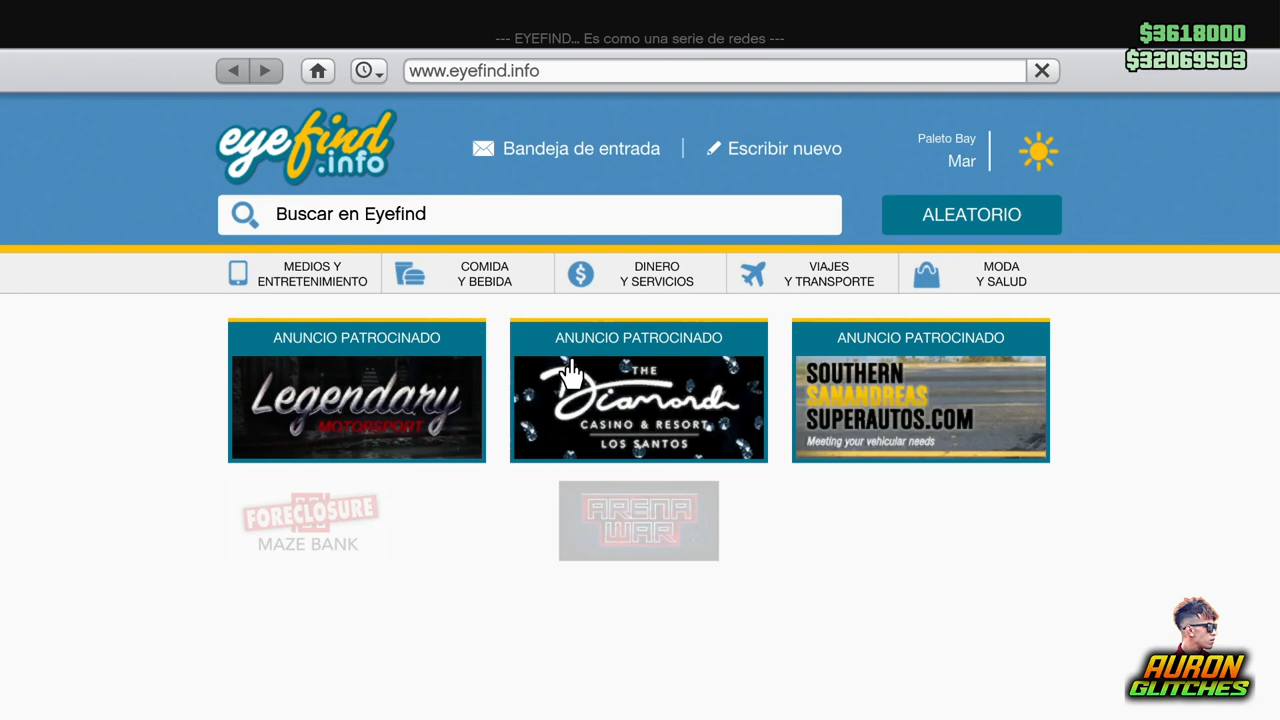 --- EYEFIND... Es como una serie de redes ---
$3618000
$32069503
www.eyefind.info
eyefind
.info
Bandeja de entrada
Escribir nuevo
Paleto Bay
Mar
Buscar en Eyefind
ALEATORIO
MEDIOS Y
ENTRETENIMIENTO
COMIDA
Y BEBIDA
DINERO
Y SERVICIOS
VIAJES
Y TRANSPORTE
MODA
Y SALUD
ANUNCIO PATROCINADO
Legendary
MOTORSPORT
ANUNCIO PATROCINADO
THE
Diamond
CASINO & RESORT
LOS SANTOS
ANUNCIO PATROCINADO
SOUTHERN
SANANDREAS
SUPERAUTOS.COM
Meeting your vehicular needs
FORECLOSURE
MAZE BANK
ARENA
WAR
AURON
GLITCHES